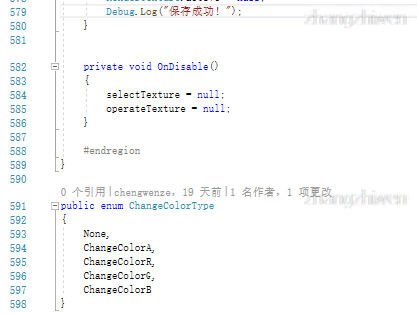 579 Debug.Log("保存成功！");
580 }
581
582 private void OnDisable()
583 {
584 selectTexture = null;
585 operateTexture = null;
586 }
587
588 #endregion
589 }
590
0 个引用|chengwenze，19 天前|1 名作者，1 项更改
591 public enum ChangeColorType
592 {
593 None,
594 ChangeColorA,
595 ChangeColorR,
596 ChangeColorG,
597 ChangeColorB
598 }